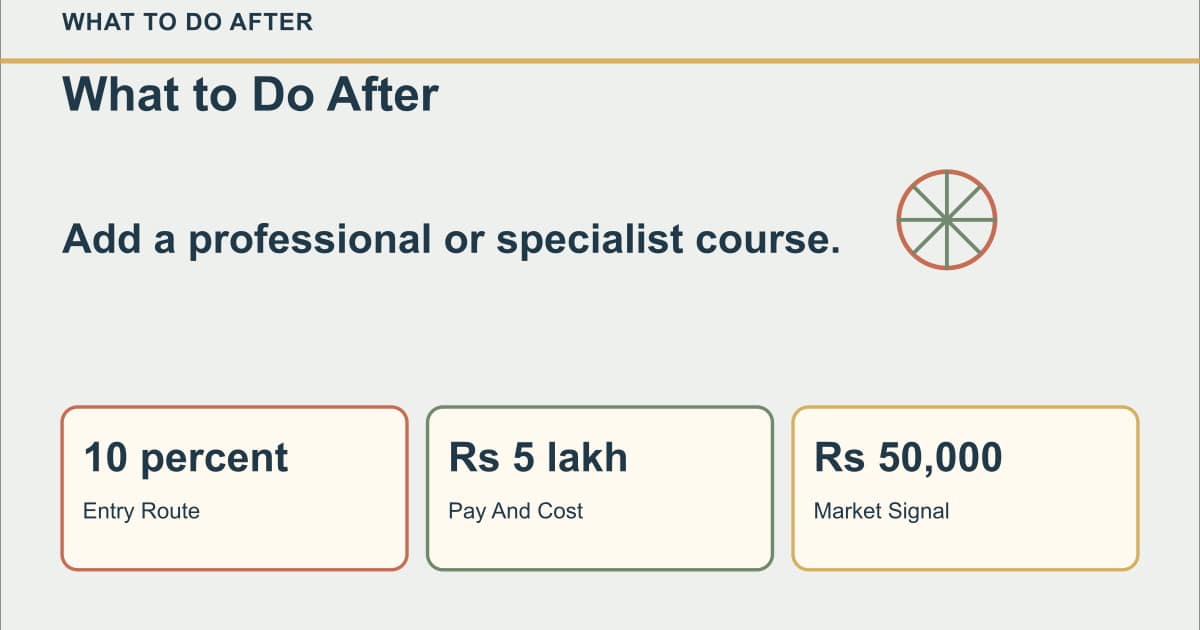 WHAT TO DO AFTER
What to Do After
Add a professional or specialist course.
10 percent
Entry Route
Rs 5 lakh
Pay And Cost
Rs 50,000
Market Signal